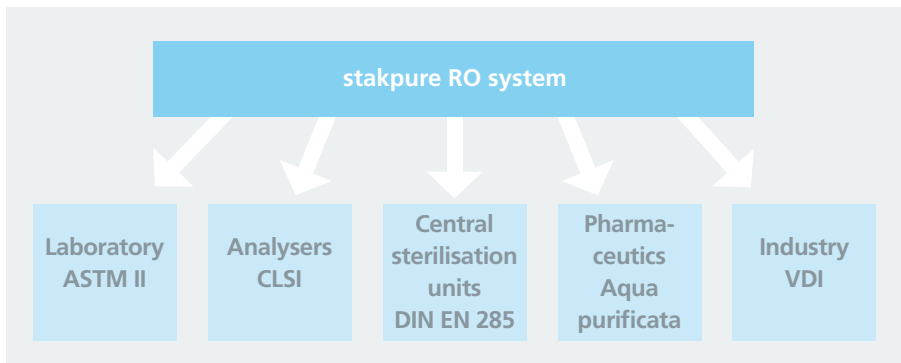 stakpure RO system
Laboratory
ASTM II
Analysers
CLSI
Central
sterilisation
units
DIN EN 285
Pharma-
ceutics
Aqua
purificata
Industry
VDI